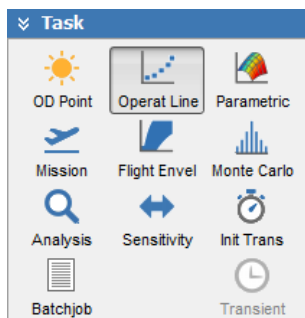 Task
OD Point Operat Line Parametric
Mission Flight Envel Monte Carlo
Analysis Sensitivity Init Trans
Batchjob Transient